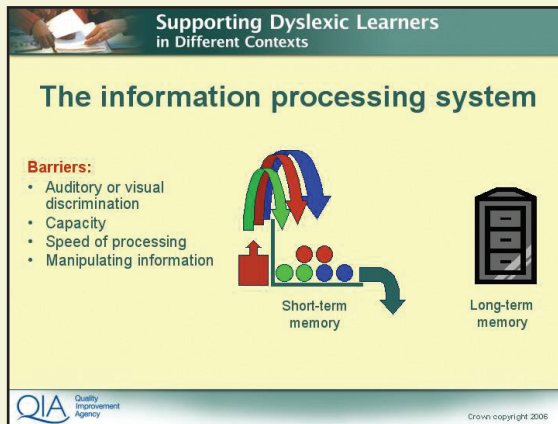 Supporting Dyslexic Learners
in Different Contexts
The information processing system
Barriers:
• Auditory or visual
discrimination
• Capacity
• Speed of processing
• Manipulating information
Short-term
memory
Long-term
memory
QIA
Quality
Improvement
Agency
Crown copyright 2006